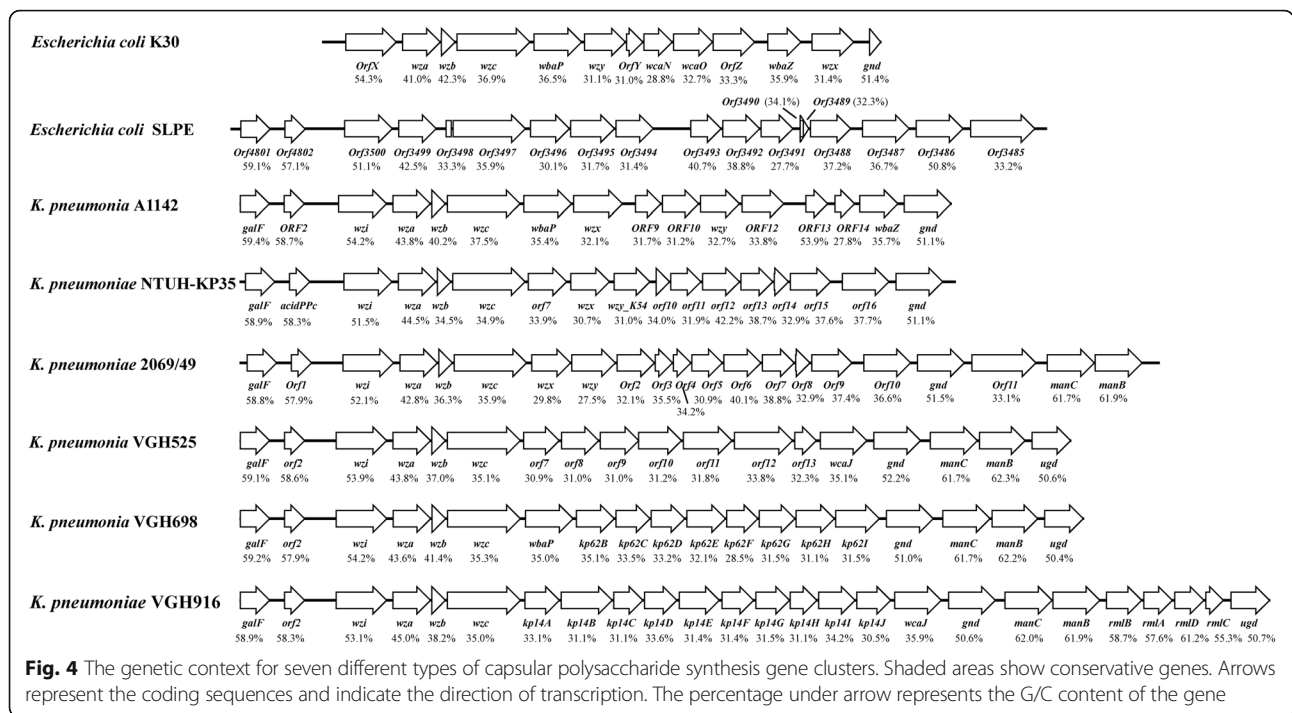 Escherichia coli K30
OrfX wza wzb wzc wbaP wzy OrfY wcaN wcaO OrfZ wbaZ wzx gnd
54.3% 41.0% 42.3% 36.9% 36.5% 31.1% 31.0% 28.8% 32.7% 33.3% 35.9% 31.4% 51.4%
Orf3490 (34.1%) Orf3489 (32.3%)
Escherichia coli SLPE
Orf4801 Orf4802 Orf3500 Orf3499 Orf3498 Orf3497 Orf3496 Orf3495 Orf3494 Orf3493 Orf3492 Orf3491 Orf3488 Orf3487 Orf3486 Orf3485
59.1% 57.1% 51.1% 42.5% 33.3% 35.9% 30.1% 31.7% 31.4% 40.7% 38.8% 27.7% 37.2% 36.7% 50.8% 33.2%
K. pneumonia A1142
galF ORF2 wzi wza wzb wzc wbaP wzx ORF9 ORF10 wzy ORF12 ORF13 ORF14 wbaZ gnd
59.4% 58.7% 54.2% 43.8% 40.2% 37.5% 35.4% 32.1% 31.7% 31.2% 32.7% 33.8% 53.9% 27.8% 35.7% 51.1%
K. pneumoniae NTUH-KP35
galF acidPPc wzi wza wzb wzc orf7 wzx wzy_K54 orf10 orf11 orf12 orf13 orf14 orf15 orf16 gnd
58.9% 58.3% 51.5% 44.5% 34.5% 34.9% 33.9% 30.7% 31.0% 34.0% 31.9% 42.2% 38.7% 32.9% 37.6% 37.7% 51.1%
K. pneumoniae 2069/49
galF Orf1 wzi wza wzb wzc wzx wzy Orf2 Orf3 Orf4 Orf5 Orf6 Orf7 Orf8 Orf9 Orf10 gnd Orf11 manC manB
58.8% 57.9% 52.1% 42.8% 36.3% 35.9% 29.8% 27.5% 32.1% 35.5% 30.9% 40.1% 38.8% 32.9% 37.4% 36.6% 51.5% 33.1% 61.7% 61.9%
34.2%
K. pneumonia VGH525
galF orf2 wzi wza wzb wzc orf7 orf8 orf9 orf10 orf11 orf12 orf13 wcaJ gnd manC manB ugd
59.1% 58.6% 53.9% 43.8% 37.0% 35.1% 30.9% 31.0% 31.0% 31.2% 31.8% 33.8% 32.3% 35.1% 52.2% 61.7% 62.3% 50.6%
K. pneumonia VGH698
galF orf2 wzi wza wzb wzc wbaP kp62B kp62C kp62D kp62E kp62F kp62G kp62H kp62I gnd manC manB ugd
59.2% 57.9% 54.2% 43.6% 41.4% 35.3% 35.0% 35.1% 33.5% 33.2% 32.1% 28.5% 31.5% 31.1% 31.5% 51.0% 61.7% 62.2% 50.4%
K. pneumoniae VGH916
galF orf2 wzi wza wzb wzc kp14A kp14B kp14C kp14D kp14E kp14F kp14G kp14H kp14I kp14J wcaJ gnd manC manB rmlB rmlA rmlD rmlC ugd
58.9% 58.3% 53.1% 45.0% 38.2% 35.0% 33.1% 31.1% 31.1% 33.6% 31.4% 31.4% 31.5% 31.1% 34.2% 30.5% 35.9% 50.6% 62.0% 61.9% 58.7% 57.6% 61.2% 55.3% 50.7%
Fig. 4 The genetic context for seven different types of capsular polysaccharide synthesis gene clusters. Shaded areas show conservative genes. Arrows
represent the coding sequences and indicate the direction of transcription. The percentage under arrow represents the G/C content of the gene